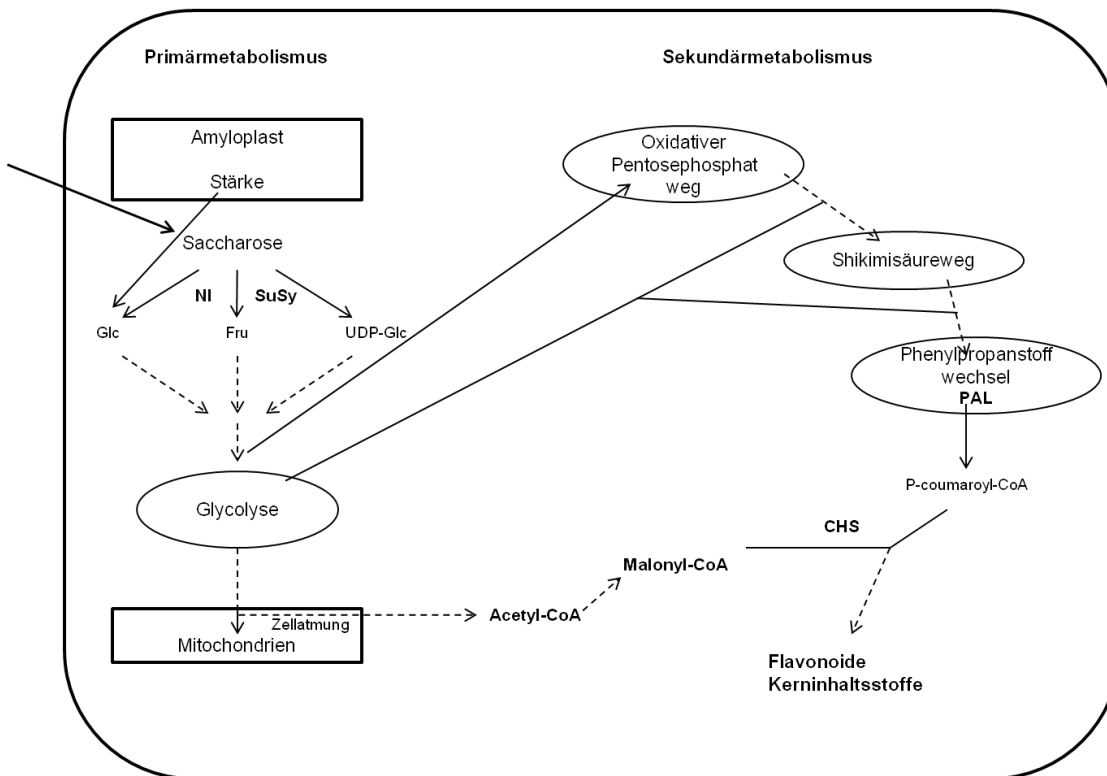 Primärmetabolismus
Sekundärmetabolismus
Amyloplast
Stärke
Saccharose
NI
SuSy
Glc
Fru
UDP-Glc
Glycolyse
Zellatmung
Mitochondrien
Oxidativer
Pentosephosphat
weg
Shikimisäureweg
Phenylpropanstoff
wechsel
PAL
P-coumaroyl-CoA
CHS
Malonyl-CoA
Acetyl-CoA
Flavonoide
Kerninhaltsstoffe